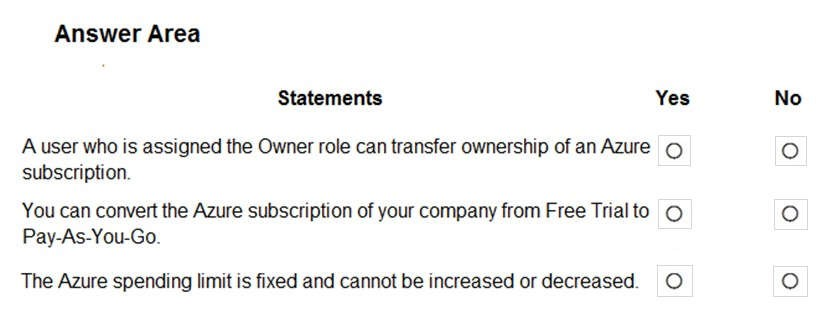 Answer Area
Statements Yes No
A user who is assigned the Owner role can transfer ownership of an Azure
subscription.
You can convert the Azure subscription of your company from Free Trial to
Pay-As-You-Go.
The Azure spending limit is fixed and cannot be increased or decreased.